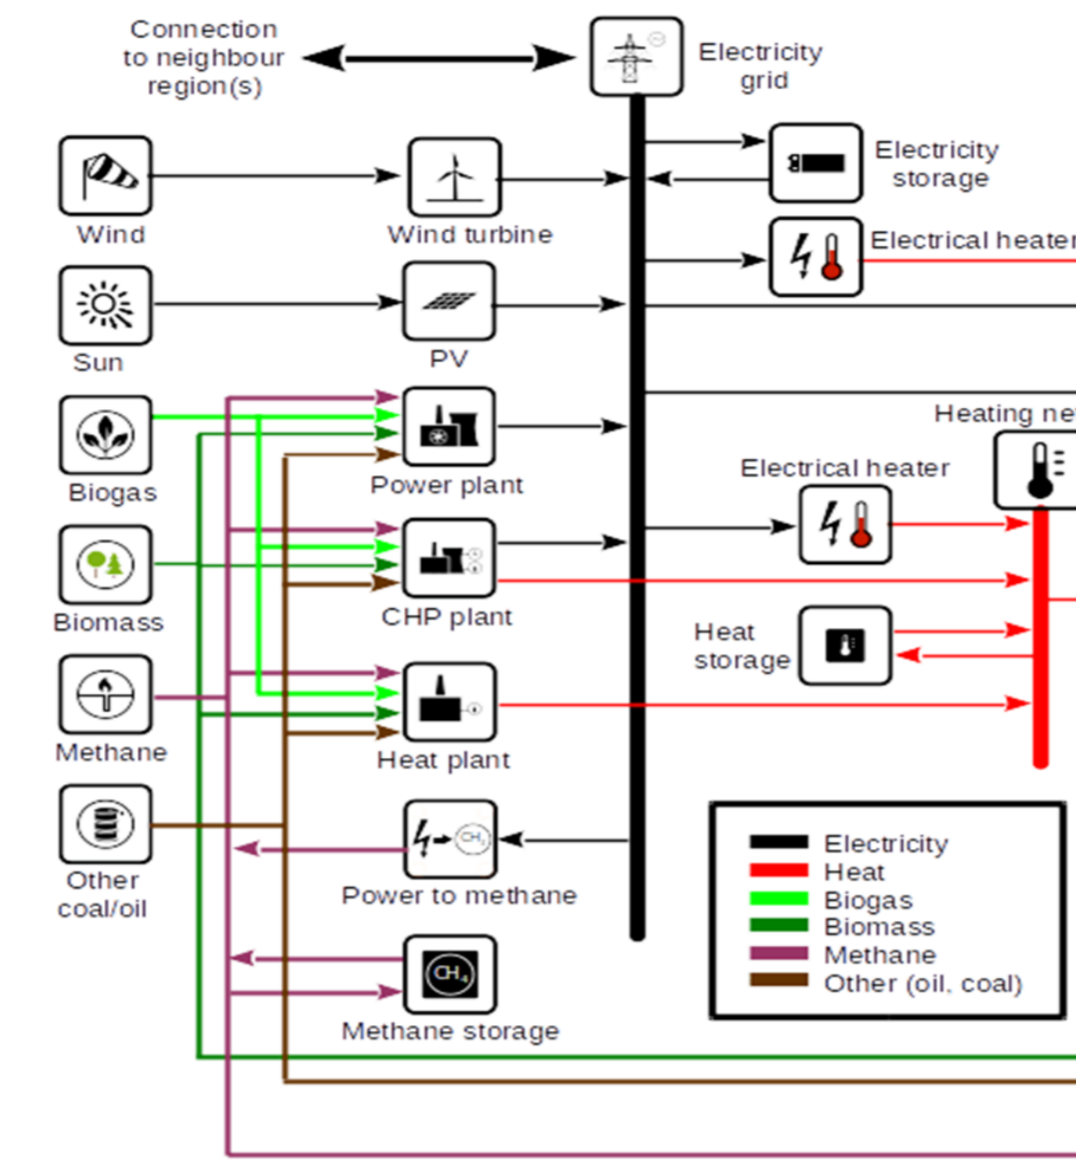 Connection
to neighbour
region(s)
Electricity
grid
Electricity
storage
Wind
Wind turbine
Electrical heater
Sun
PV
Heating ne
Biogas
Power plant
Electrical heater
Biomass
CHP plant
Heat
storage
Methane
Heat plant
CH
Other
coal/oil
Power to methane
CH4
Methane storage
Electricity
Heat
Biogas
Biomass
Methane
Other (oil, coal)